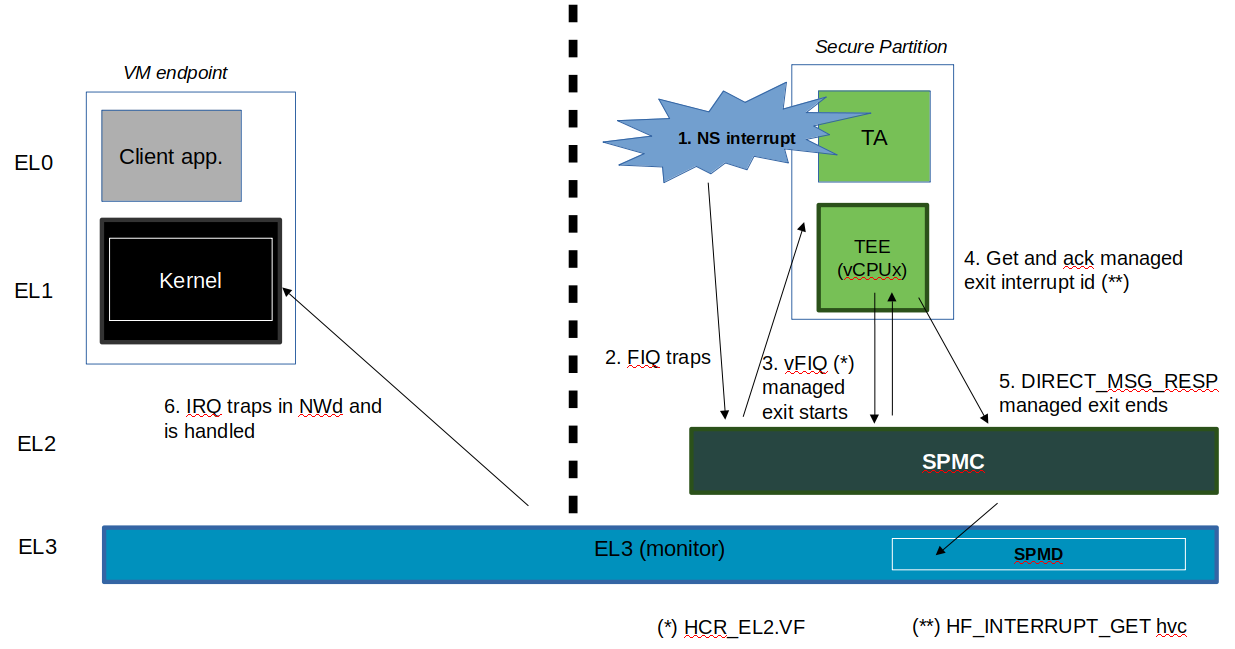 Secure Partition
VM endpoint
1. NS interrupt
TA
Client app.
EL0
TEE
(vCPUx)
4. Get and ack managed
exit interrupt id (**)
Kernel
EL1
2. FIQ traps
3. vFIQ (*)
managed
exit starts
5. DIRECT_MSG_RESP
managed exit ends
6. IRQ traps in NWd and
is handled
EL2
SPMC
EL3
EL3 (monitor)
SPMD
(*) HCR_EL2.VF
(**) HF_INTERRUPT_GET hvc